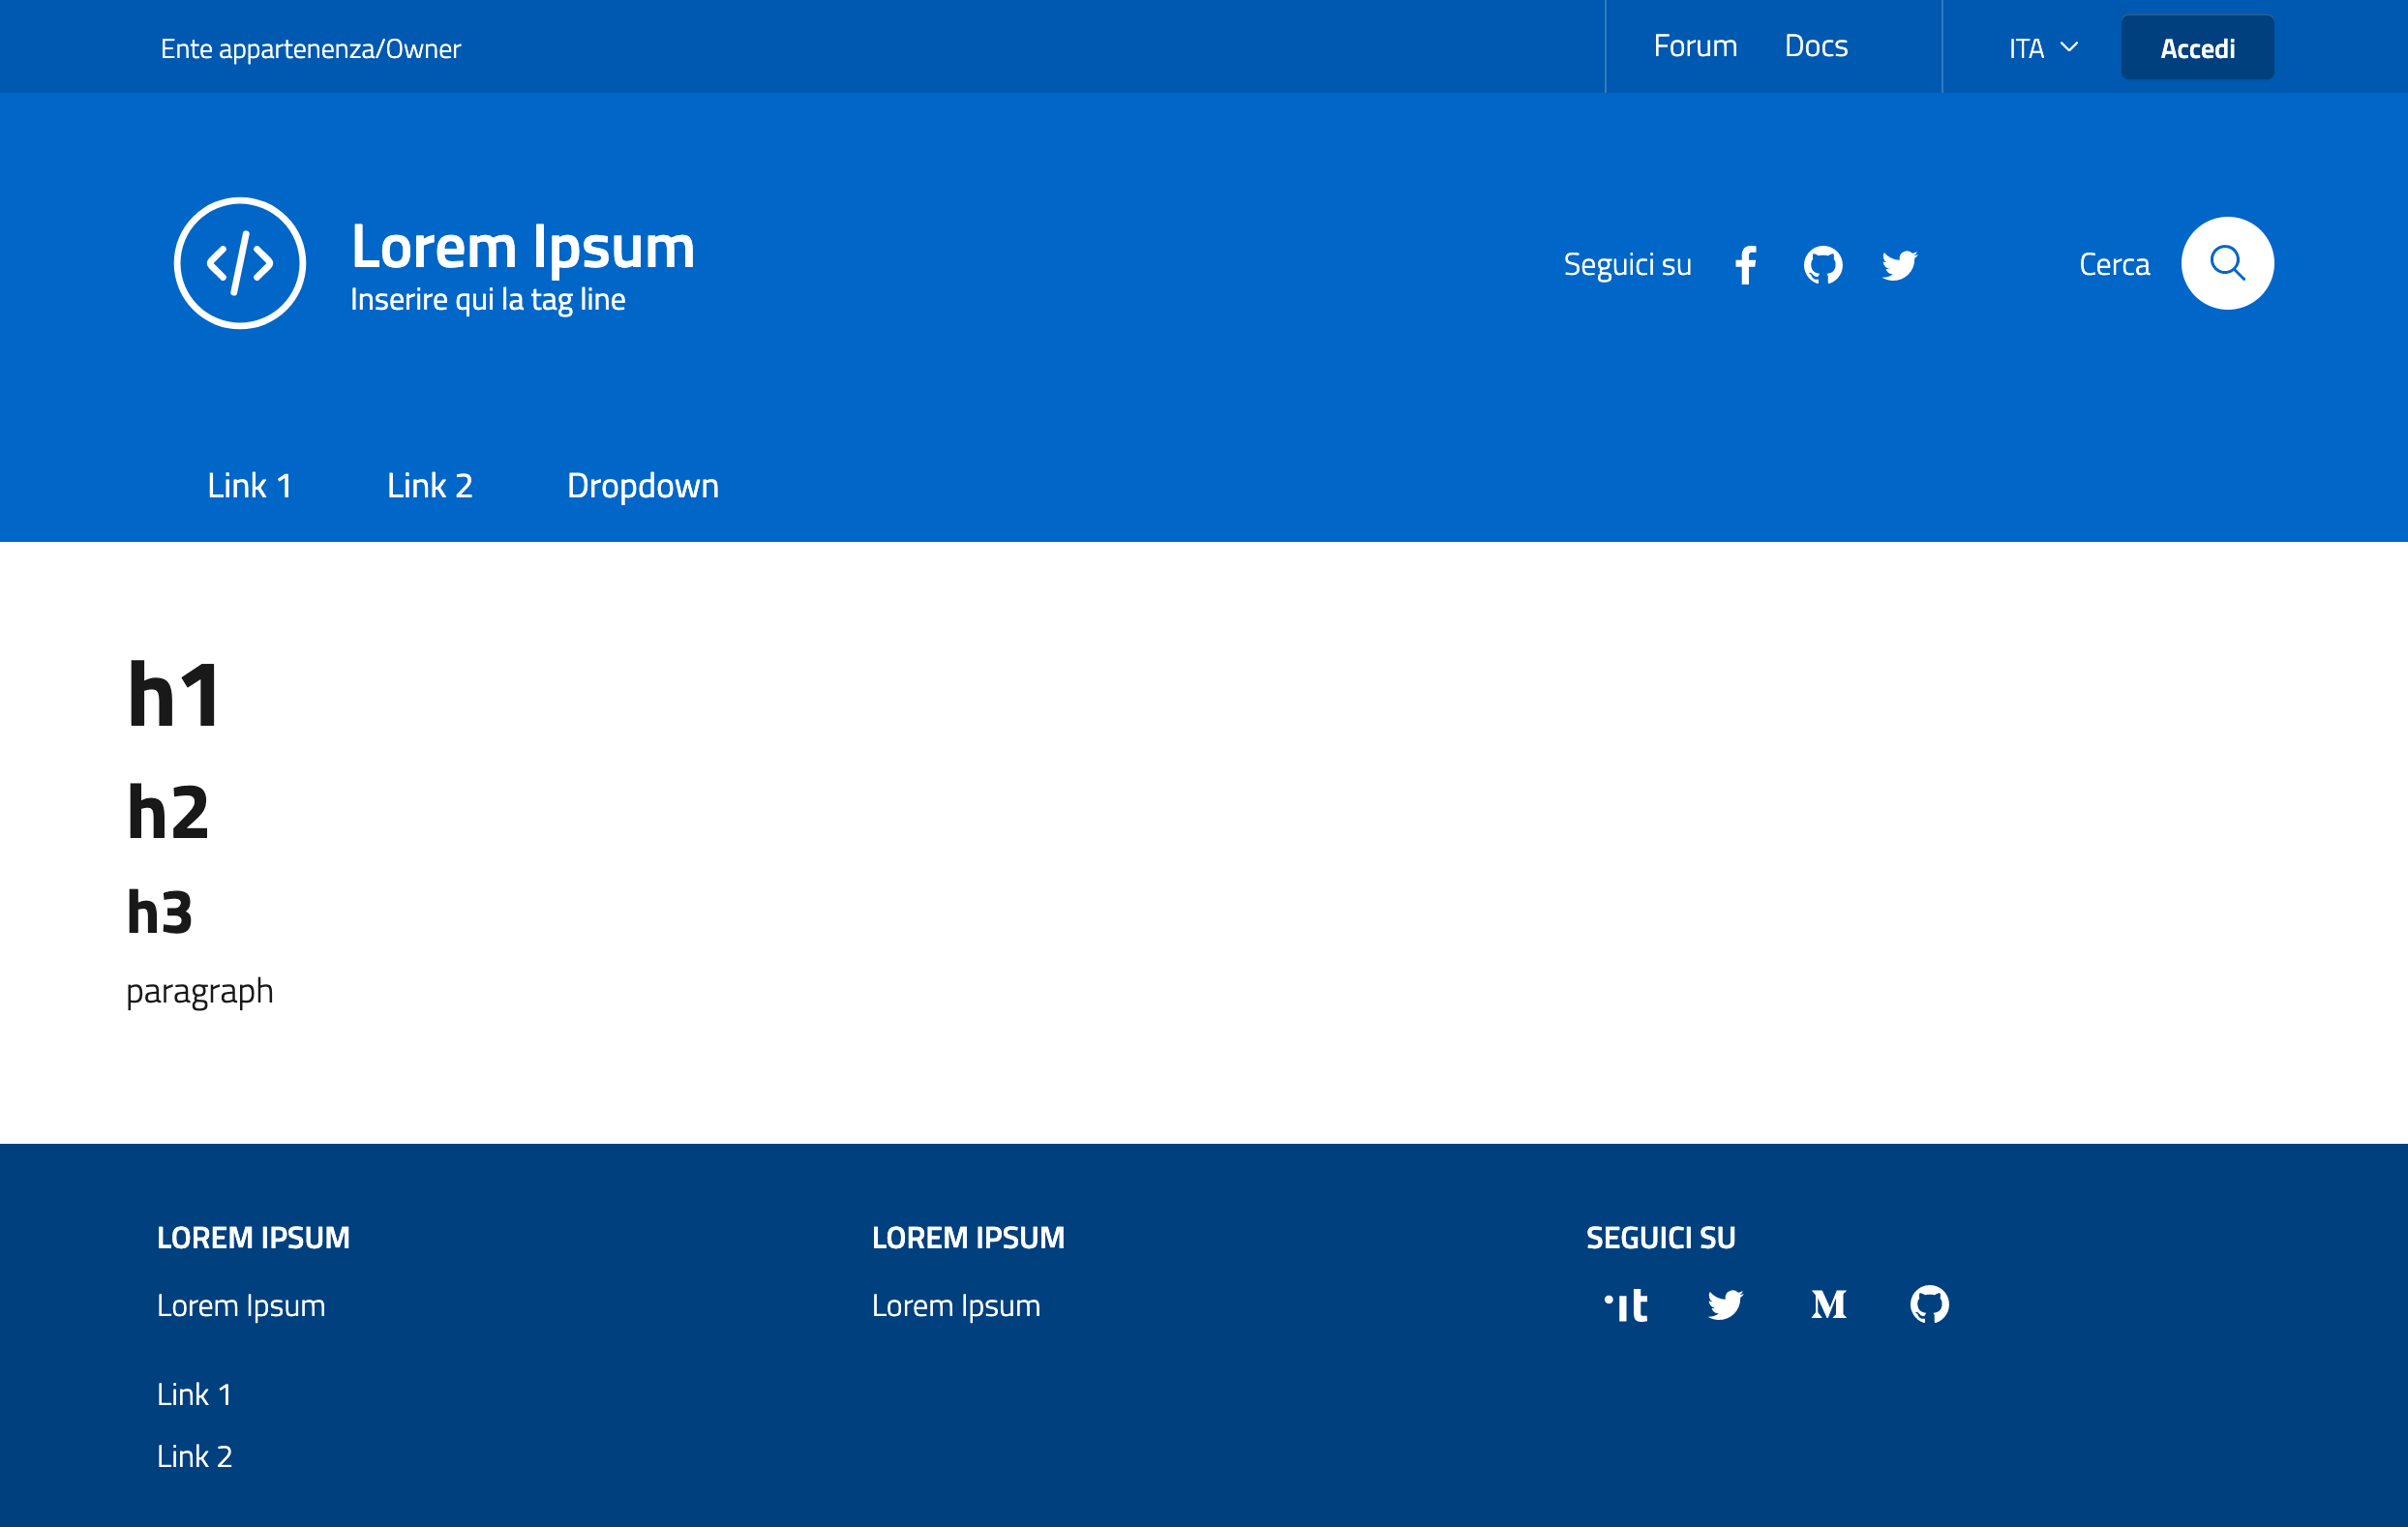 Ente appartenenza/Owner
Forum Docs
ITA
Accedi
Lorem Ipsum
Inserire qui la tag line
Seguici su
Cerca
Link 1 Link 2 Dropdown
h1
h2
h3
paragraph
LOREM IPSUM
Lorem Ipsum
Link 1
Link 2
LOREM IPSUM
Lorem Ipsum
SEGUICI SU